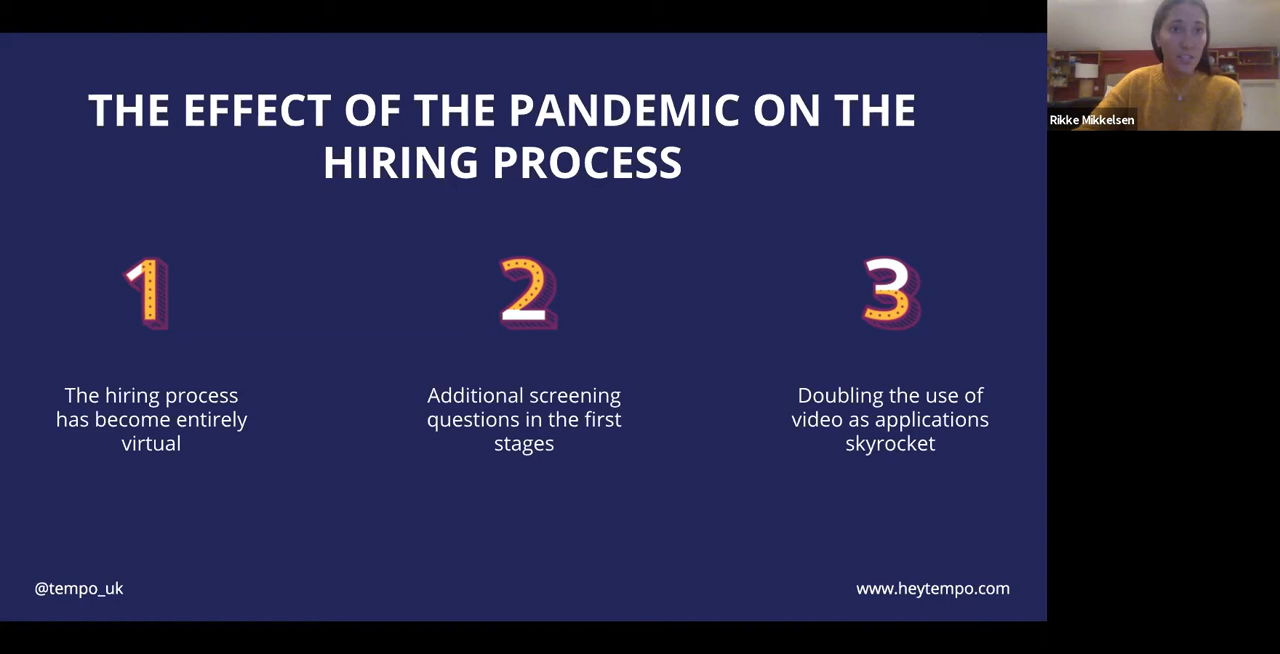 THE EFFECT OF THE PANDEMIC ON THE
HIRING PROCESS
1
2
3
The hiring process
has become entirely
virtual
Additional screening
questions in the first
stages
Doubling the use of
video as applications
skyrocket
@tempo_uk
www.heytempo.com
Rikke Mikkelsen